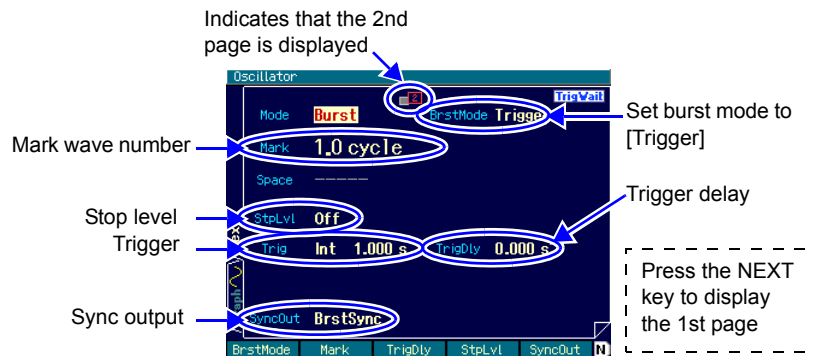 Indicates that the 2nd
page is displayed
Oscillator
2
TrigWait
Mode Burst BrstMode Trigge
Set burst mode to
[Trigger]
Mark wave number
Mark 1.0 cycle
Space -----
Trigger delay
Stop level
StpLvl Off
Trigger
Trig Int 1.000 s TrigDly 0.000 s
Press the NEXT
key to display
the 1st page
Sync output
SyncOut BrstSync
BrstMode Mark TrigDly StpLvl SyncOut N